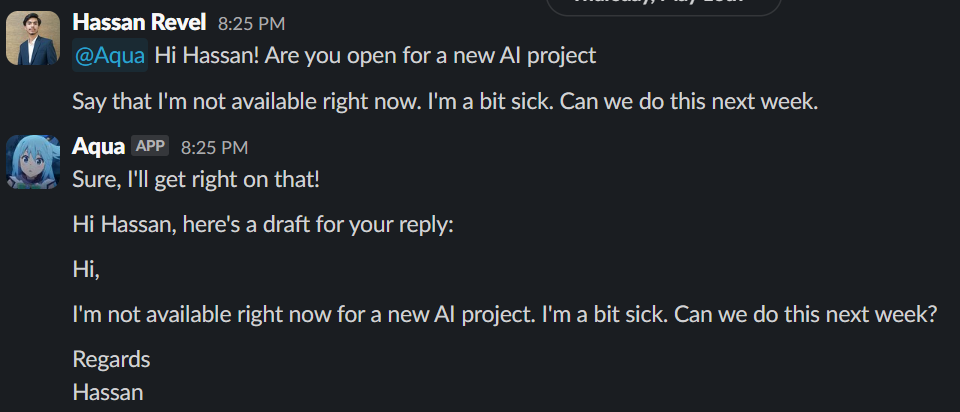 Hassan Revel 8:25 PM
@Aqua Hi Hassan! Are you open for a new AI project
Say that I'm not available right now. I'm a bit sick. Can we do this next week.
Aqua APP 8:25 PM
Sure, I'll get right on that!
Hi Hassan, here's a draft for your reply:
Hi,
I'm not available right now for a new AI project. I'm a bit sick. Can we do this next week?
Regards
Hassan